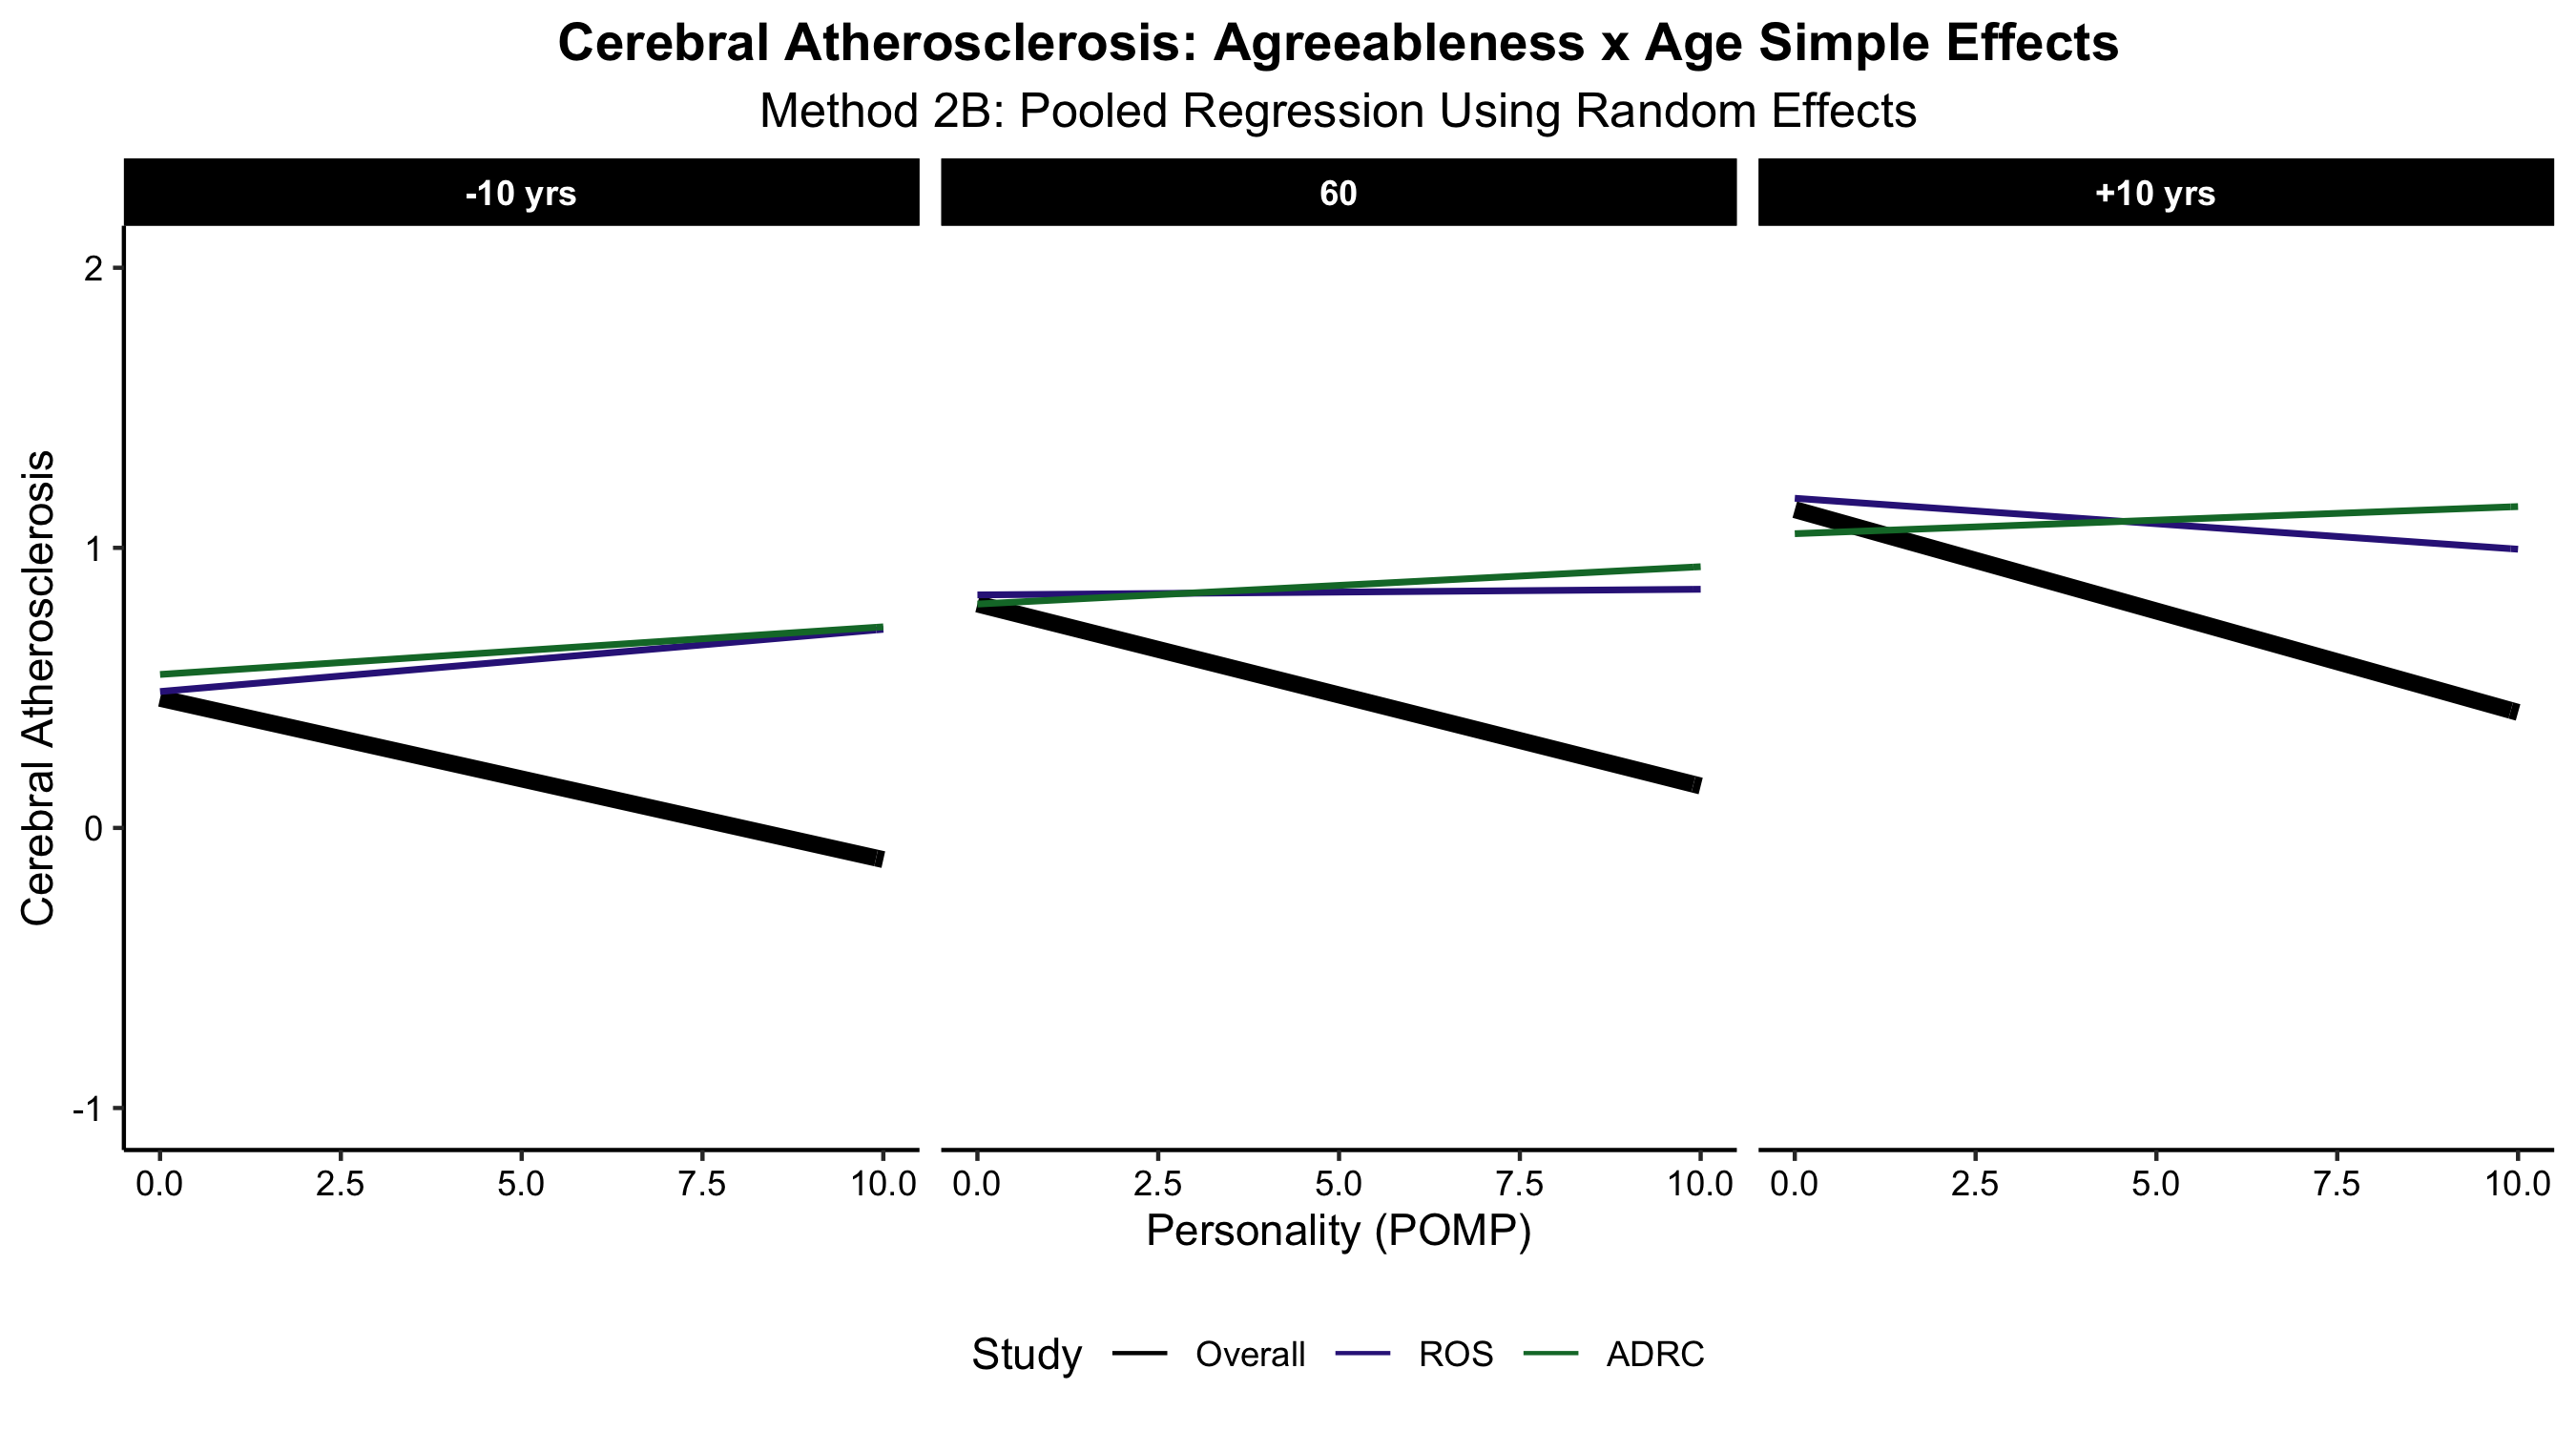 Cerebral Atherosclerosis: Agreeableness x Age Simple Effects
Method 2B: Pooled Regression Using Random Effects
-10 yrs 60 +10 yrs
Cerebral Atherosclerosis
2
1
0
-1
0.0 2.5 5.0 7.5 10.0 0.0 2.5 5.0 7.5 10.0 0.0 2.5 5.0 7.5 10.0
Personality (POMP)
Study Overall ROS ADRC